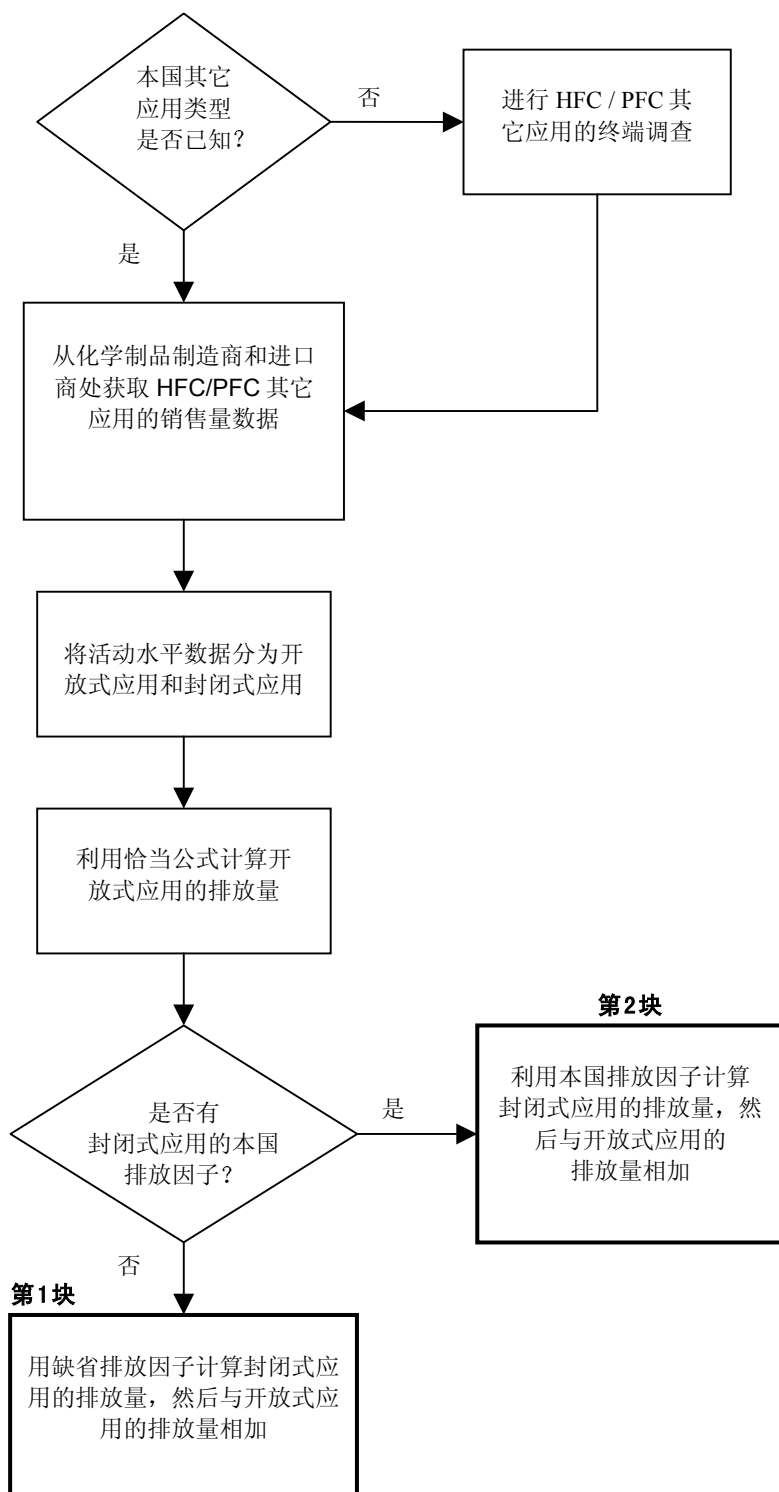 本国其它
应用类型
是否已知？
否
进行 HFC / PFC 其
它应用的终端调查
是
从化学制品制造商和进口
商处获取 HFC/PFC 其它
应用的销售量数据
将活动水平数据分为开
放式应用和封闭式应用
利用恰当公式计算开
放式应用的排放量
是否有
封闭式应用的本国
排放因子？
是
第2块
利用本国排放因子计算
封闭式应用的排放量，然
后与开放式应用的
排放量相加
否
第1块
用缺省排放因子计算封闭式应
用的排放量，然后与开放式应
用的排放量相加